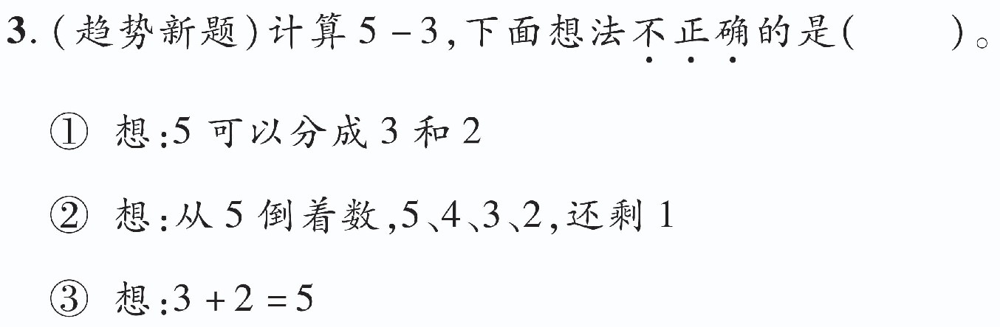 3.(趋势新题)计算 5 - 3,下面想法不正确的是(　　)。
① 想:5 可以分成 3 和 2
② 想:从 5 倒着数,5、4、3、2,还剩 1
③ 想:3 + 2 = 5